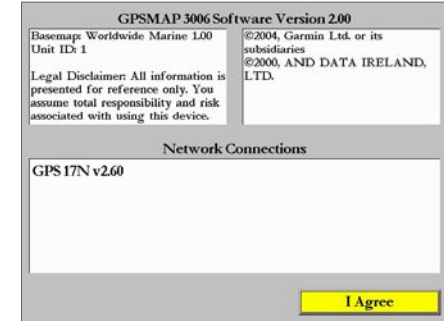 GPSMAP 3006 Software Version 2.00
Basemap: Worldwide Marine 1.00
Unit ID: 1
Legal Disclaimer: All information is
presented for reference only. You
assume total responsibility and risk
associated with using this device.
©2004, Garmin Ltd. or its
subsidiaries
©2000, AND DATA IRELAND,
LTD.
Network Connections
GPS 17N v2.60
I Agree